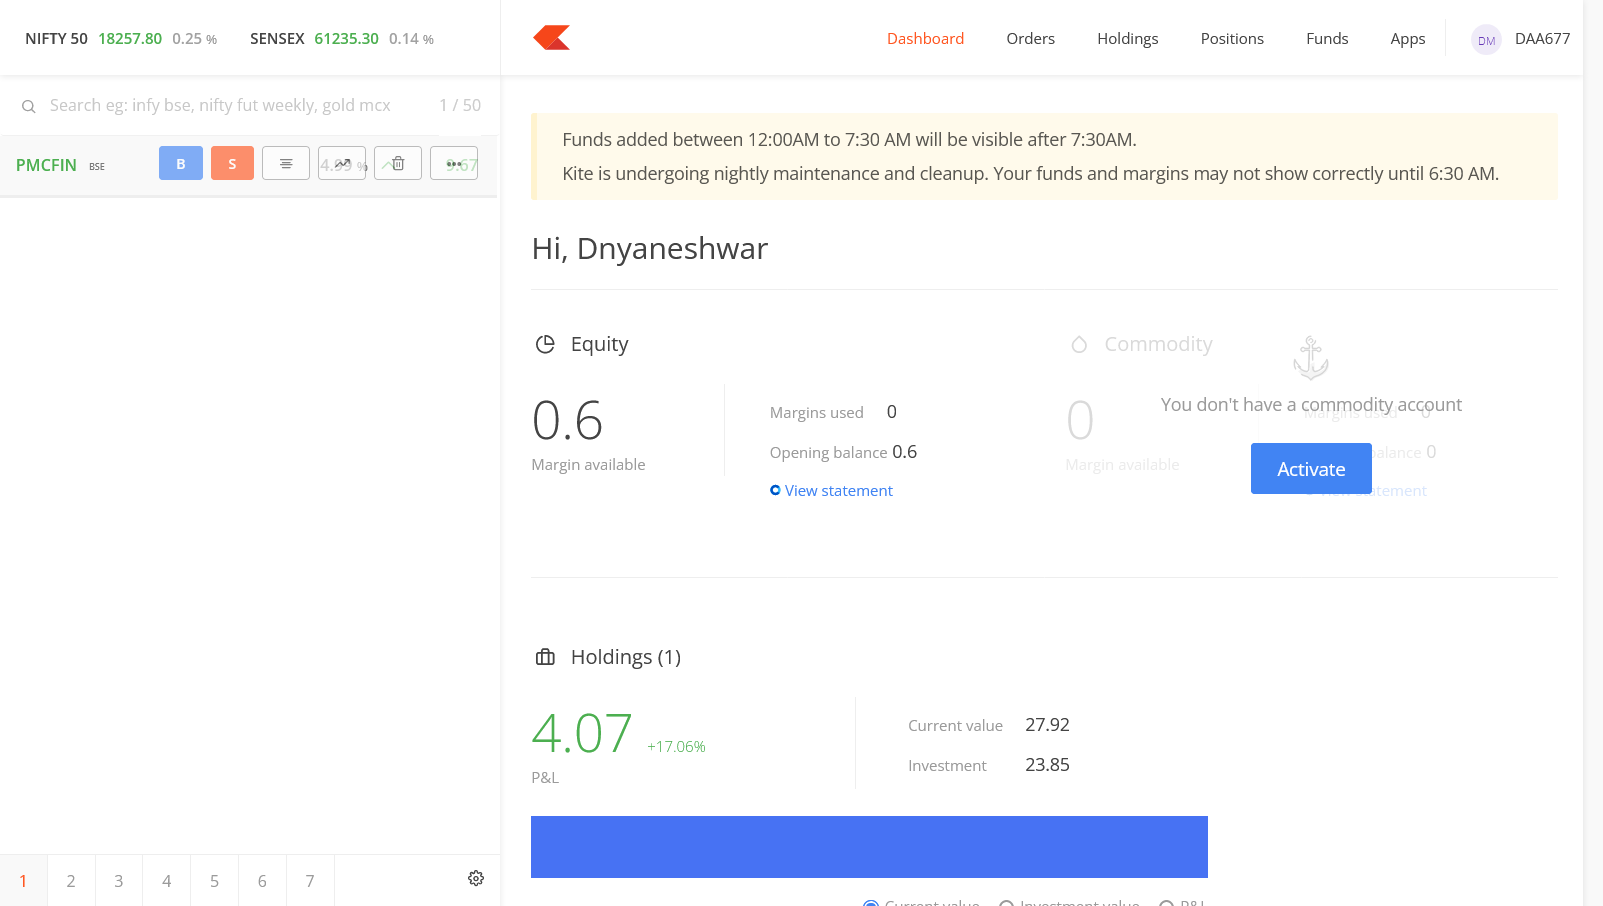 NIFTY 50 18257.80 0.25 % SENSEX 61235.30 0.14 %
Dashboard Orders Holdings Positions Funds Apps DM DAA677
Search eg: infy bse, nifty fut weekly, gold mcx 1 / 50
PMCFIN BSE B S 4.99 % 9.67
1 2 3 4 5 6 7
Funds added between 12:00AM to 7:30 AM will be visible after 7:30AM.
Kite is undergoing nightly maintenance and cleanup. Your funds and margins may not show correctly until 6:30 AM.
Hi, Dnyaneshwar
Equity
0.6
Margin available
Margins used 0
Opening balance 0.6
View statement
Commodity
0
Margin available
Margins used 0
balance 0
You don't have a commodity account
Activate
Holdings (1)
4.07 +17.06%
P&L
Current value 27.92
Investment 23.85
Current value Investment value P&L